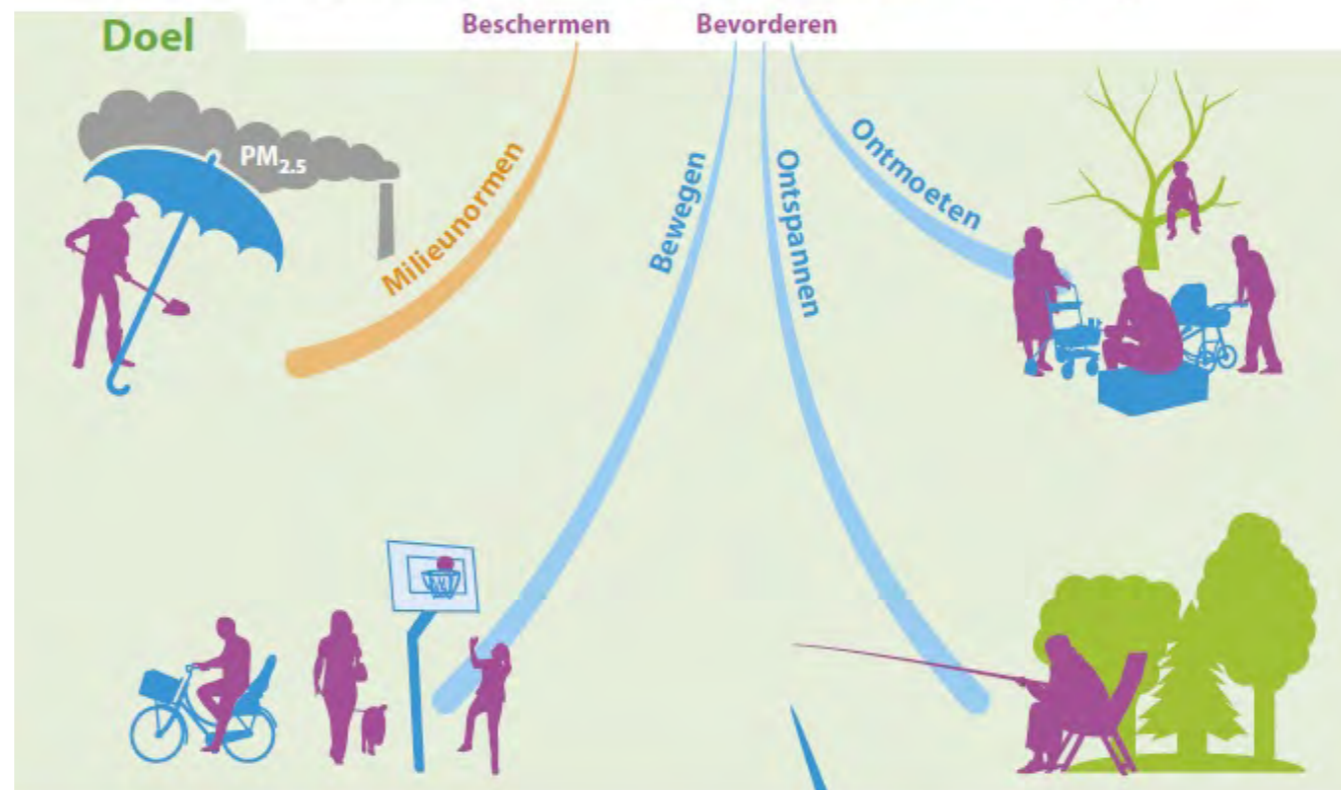 Doel
Beschermen
Bevorderen
PM2.5
Milieunormen
Bewegen
Ontspannen
Ontmoeten